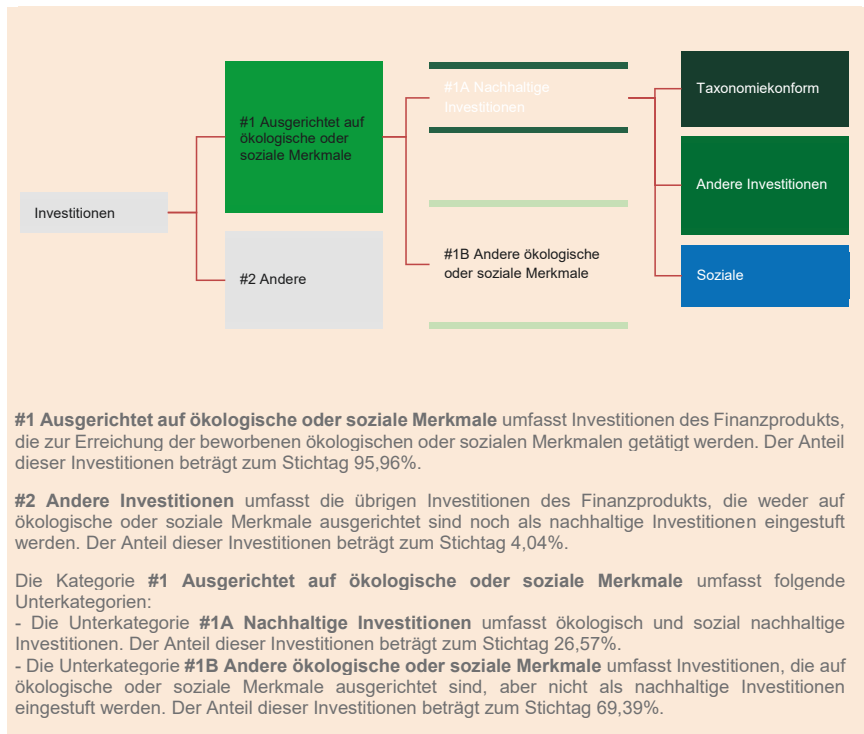 Investitionen
#1 Ausgerichtet auf
ökologische oder
soziale Merkmale
#2 Andere
#1A Nachhaltige
Investitionen
#1B Andere ökologische
oder soziale Merkmale
Taxonomiekonform
Andere Investitionen
Soziale
#1 Ausgerichtet auf ökologische oder soziale Merkmale umfasst Investitionen des Finanzprodukts,
die zur Erreichung der beworbenen ökologischen oder sozialen Merkmalen getätigt werden. Der Anteil
dieser Investitionen beträgt zum Stichtag 95,96%.
#2 Andere Investitionen umfasst die übrigen Investitionen des Finanzprodukts, die weder auf
ökologische oder soziale Merkmale ausgerichtet sind noch als nachhaltige Investitionen eingestuft
werden. Der Anteil dieser Investitionen beträgt zum Stichtag 4,04%.
Die Kategorie #1 Ausgerichtet auf ökologische oder soziale Merkmale umfasst folgende
Unterkategorien:
- Die Unterkategorie #1A Nachhaltige Investitionen umfasst ökologisch und sozial nachhaltige
Investitionen. Der Anteil dieser Investitionen beträgt zum Stichtag 26,57%.
- Die Unterkategorie #1B Andere ökologische oder soziale Merkmale umfasst Investitionen, die auf
ökologische oder soziale Merkmale ausgerichtet sind, aber nicht als nachhaltige Investitionen
eingestuft werden. Der Anteil dieser Investitionen beträgt zum Stichtag 69,39%.